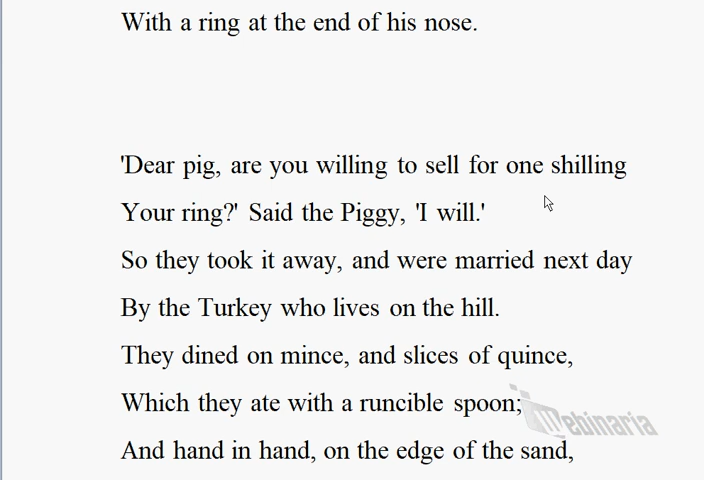 With a ring at the end of his nose.
'Dear pig, are you willing to sell for one shilling
Your ring?' Said the Piggy, 'I will.'
So they took it away, and were married next day
By the Turkey who lives on the hill.
They dined on mince, and slices of quince,
Which they ate with a runcible spoon;
Webinaria
And hand in hand, on the edge of the sand,